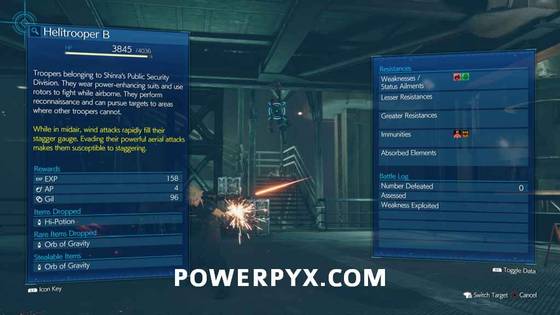 Helitrooper B
HP 3845 /4036
Troopers belonging to Shinra's Public Security
Division. They wear power-enhancing suits and use
rotors to fight while airborne. They perform
reconnaissance and can pursue targets to areas
where other troopers cannot.
While in midair, wind attacks rapidly fill their
stagger gauge. Evading their powerful aerial attacks
makes them susceptible to staggering.
Rewards
EXP 158
AP 4
Gil 96
Items Dropped
Hi-Potion
Rare Items Dropped
Orb of Gravity
Stealable Items
Orb of Gravity
Icon Key
Resistances
Weaknesses /
Status Ailments
Lesser Resistances
Greater Resistances
Immunities
Absorbed Elements
Battle Log
Number Defeated 0
Assessed
Weakness Exploited
Toggle Data
Switch Target
Cancel
POWERPYX.COM